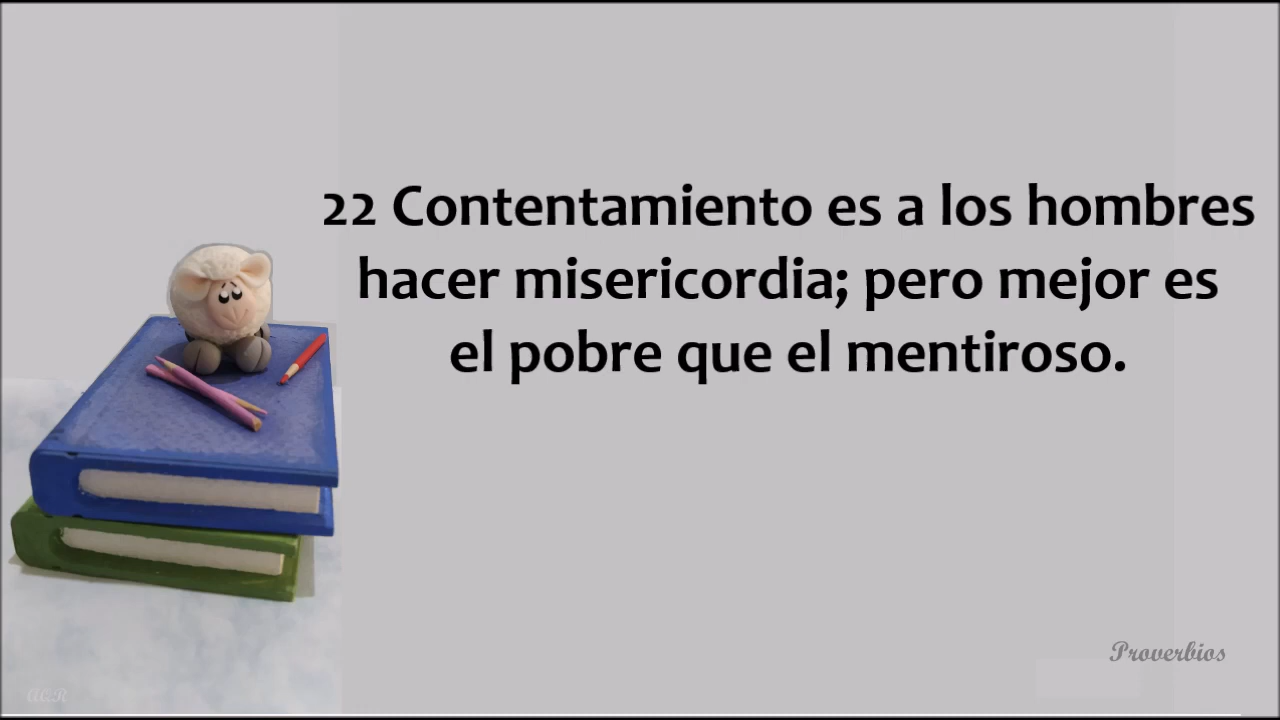 22 Contentamiento es a los hombres
hacer misericordia; pero mejor es
el pobre que el mentiroso.
Proverbios